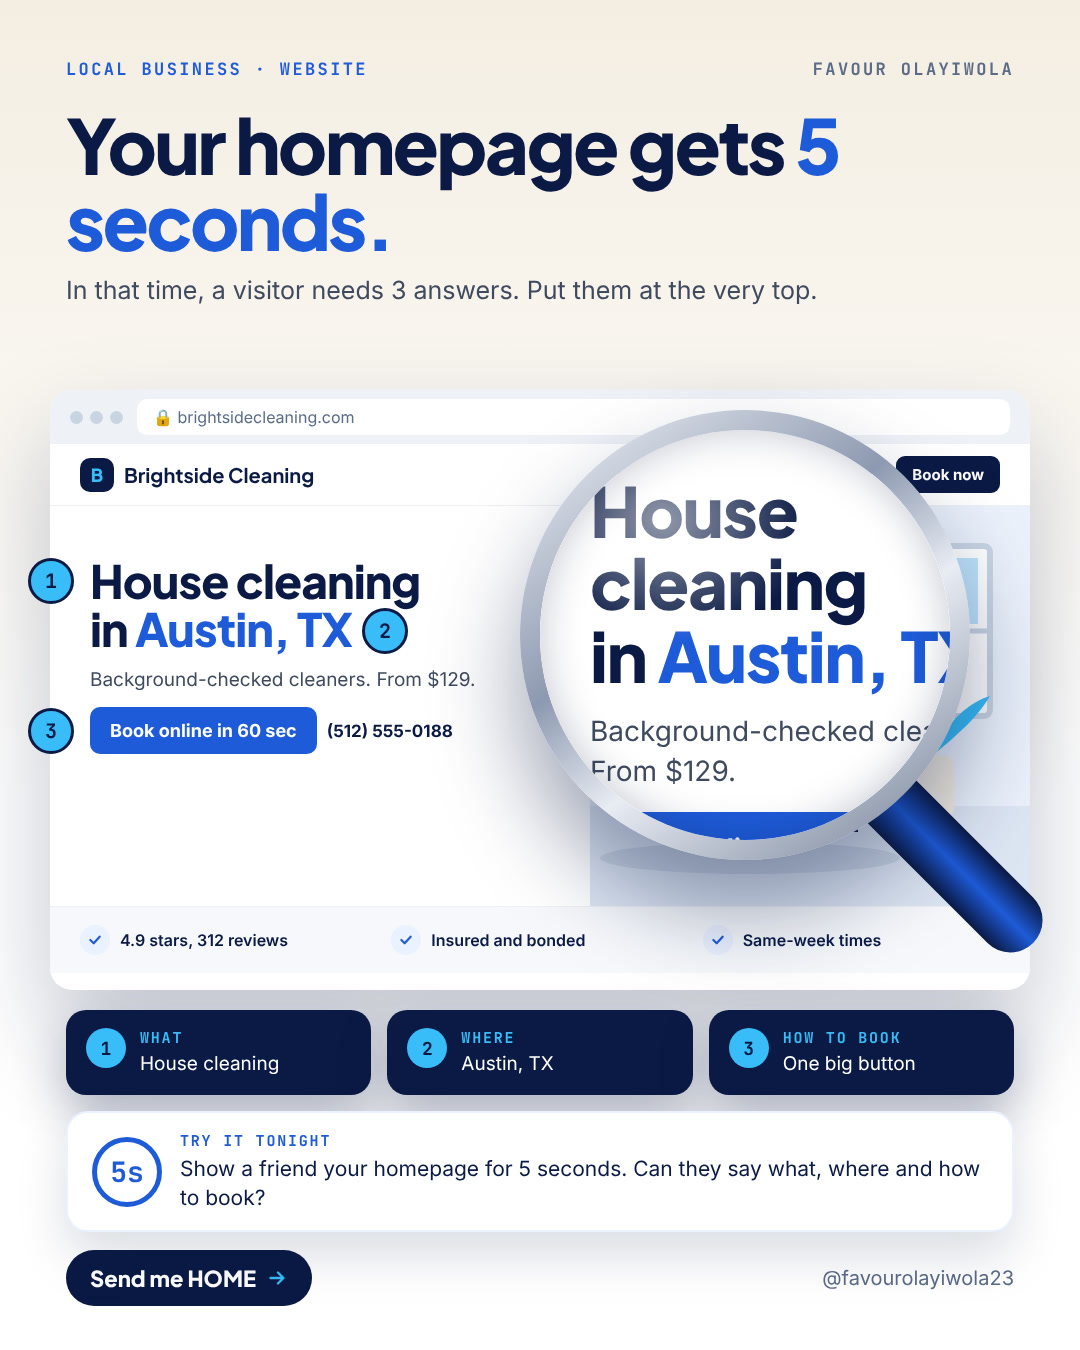 LOCAL BUSINESS · WEBSITE
FAVOUR OLAYIWOLA
Your homepage gets 5
seconds.
In that time, a visitor needs 3 answers. Put them at the very top.
brightsidecleaning.com
B Brightside Cleaning
Book now
1 House cleaning
in Austin, TX 2
Background-checked cleaners. From $129.
3 Book online in 60 sec (512) 555-0188
House
cleaning
in Austin, TX
Background-checked
From $129.
4.9 stars, 312 reviews
Insured and bonded
Same-week times
1 WHAT
House cleaning
2 WHERE
Austin, TX
3 HOW TO BOOK
One big button
5s
TRY IT TONIGHT
Show a friend your homepage for 5 seconds. Can they say what, where and how
to book?
Send me HOME →
@favourolayiwola23